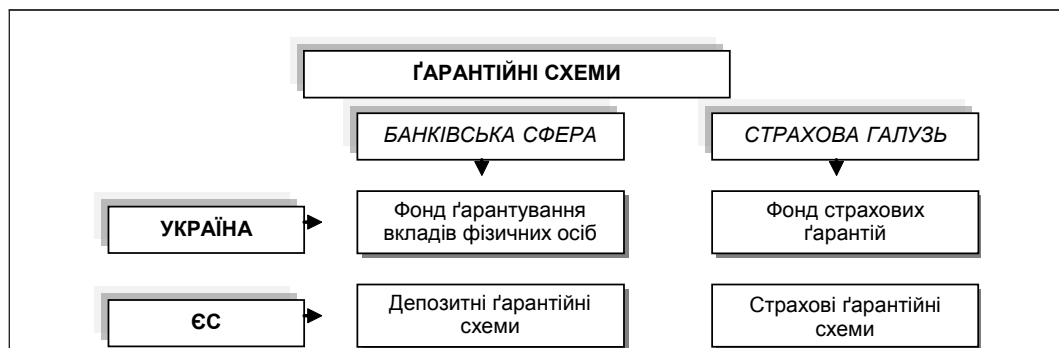 ҐАРАНТІЙНІ СХЕМИ
БАНКІВСЬКА СФЕРА
СТРАХОВА ГАЛУЗЬ
УКРАЇНА
Фонд ґарантування
вкладів фізичних осіб
Фонд страхових
ґарантій
ЄС
Депозитні ґарантійні
схеми
Страхові ґарантійні
схеми